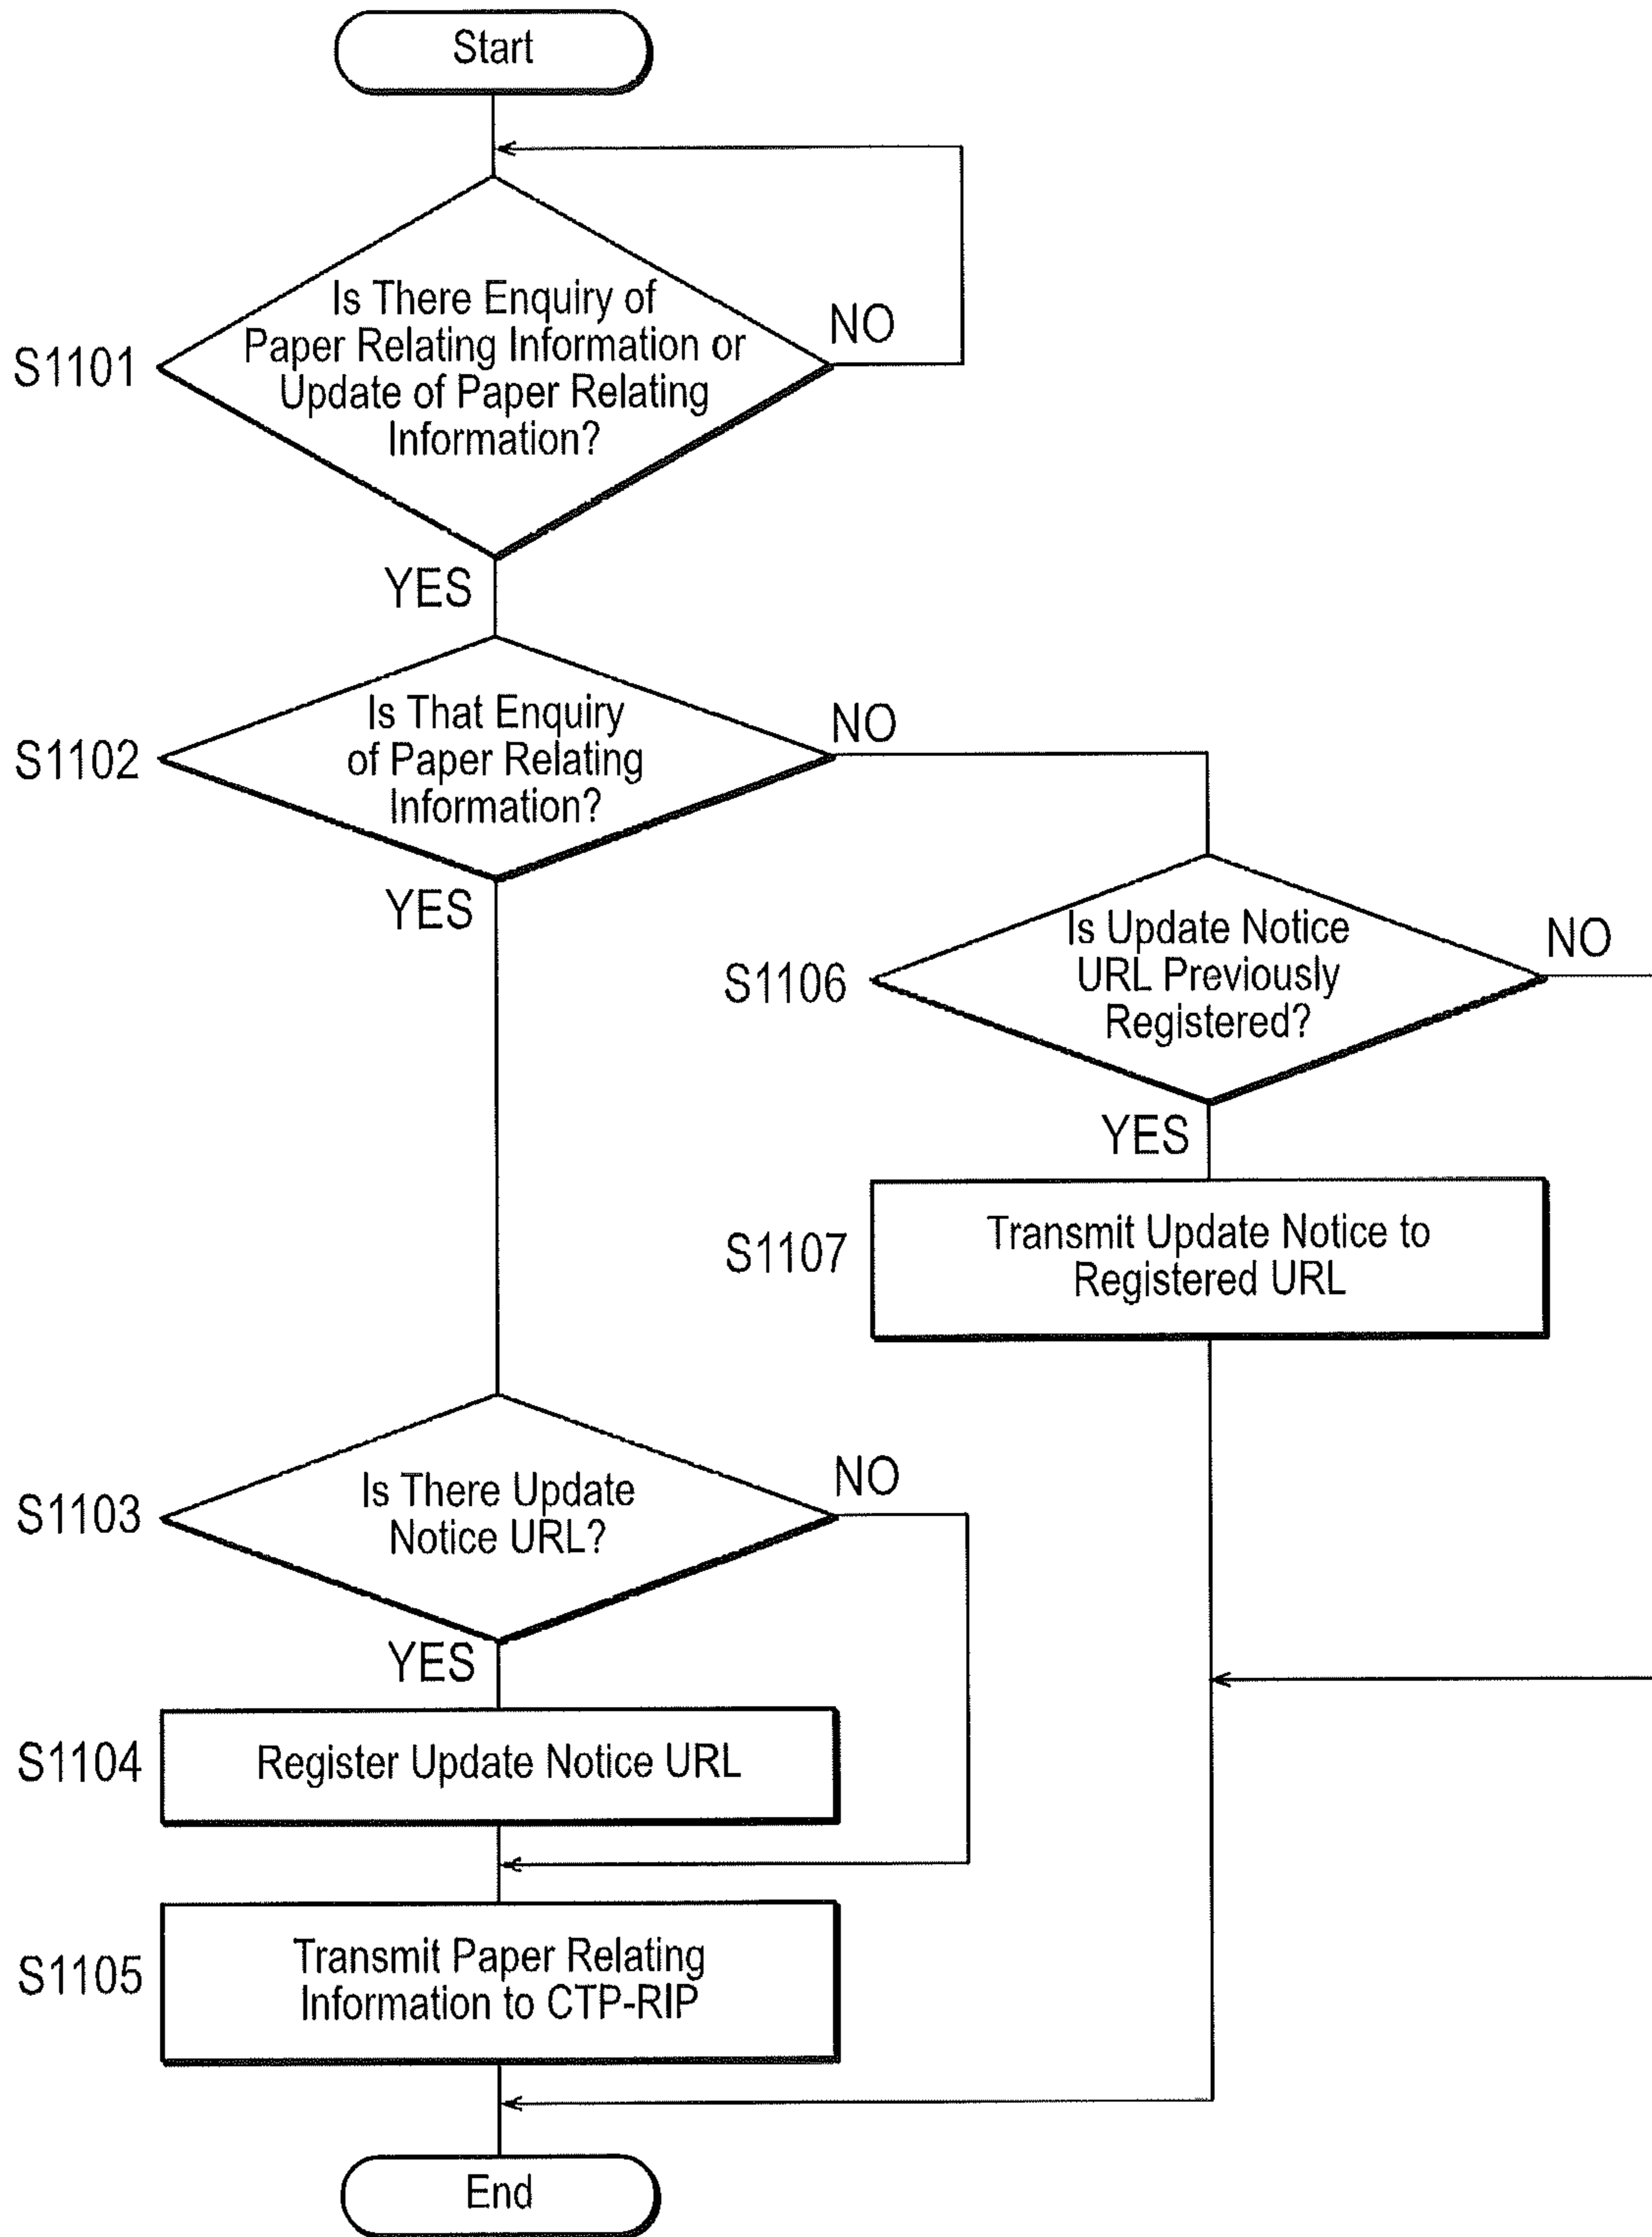 Start
S1101
Is There Enquiry of
Paper Relating Information or
Update of Paper Relating
Information?
NO
YES
S1102
Is That Enquiry
of Paper Relating
Information?
NO
YES
S1106
Is Update Notice
URL Previously
Registered?
NO
YES
S1107
Transmit Update Notice to
Registered URL
S1103
Is There Update
Notice URL?
NO
YES
S1104
Register Update Notice URL
S1105
Transmit Paper Relating
Information to CTP-RIP
End